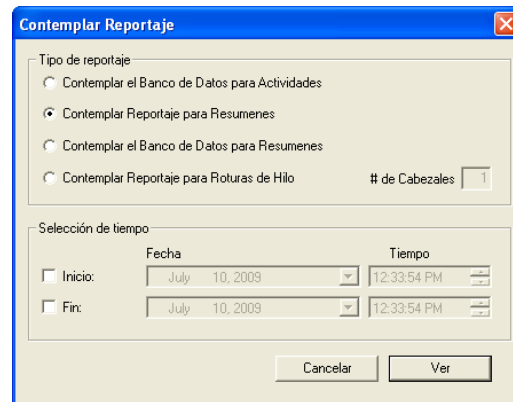 Contemplar Reportaje
Tipo de reportaje
Contemplar el Banco de Datos para Actividades
Contemplar Reportaje para Resumenes
Contemplar el Banco de Datos para Resumenes
Contemplar Reportaje para Roturas de Hilo # de Cabezales 1
Selección de tiempo
Fecha Tiempo
Inicio: July 10, 2009 12:33:54 PM
Fin: July 10, 2009 12:33:54 PM
Cancelar Ver